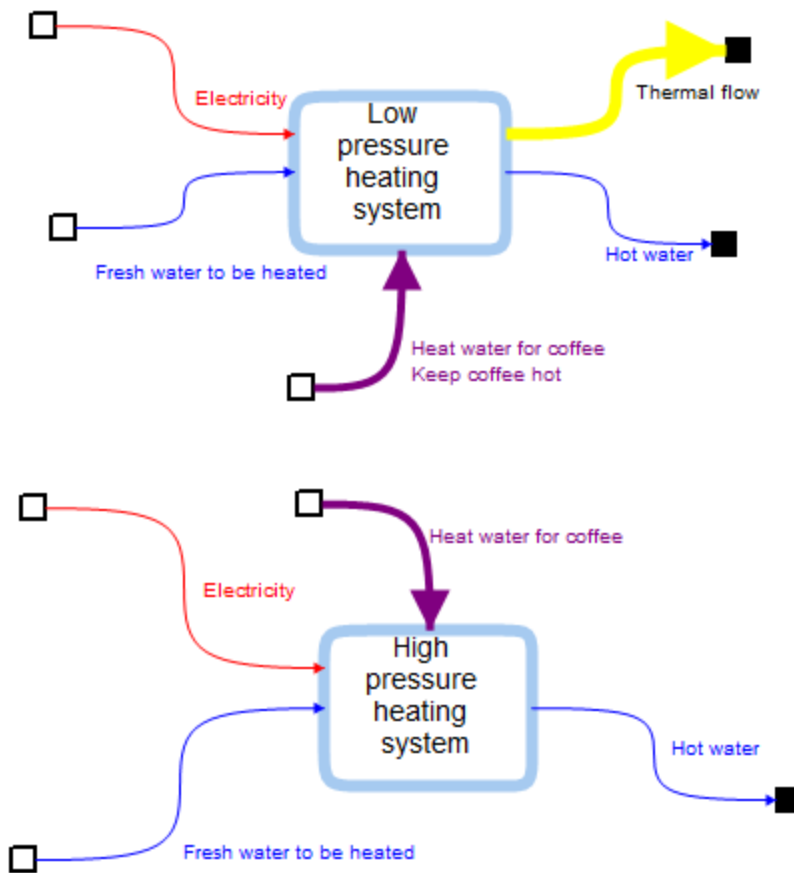 Electricity
Low
pressure
heating
system
Thermal flow
Fresh water to be heated
Hot water
Heat water for coffee
Keep coffee hot
Heat water for coffee
Electricity
High
pressure
heating
system
Hot water
Fresh water to be heated